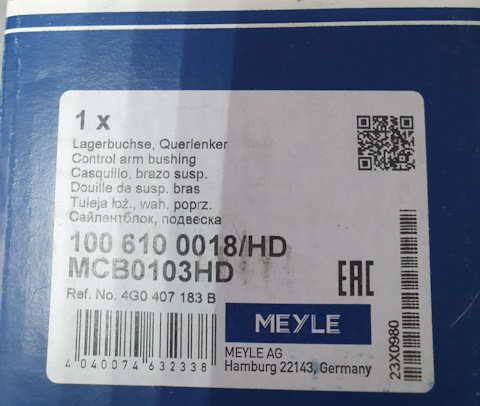 1 x
Lagerbuchse, Querlenker
Control arm bushing
Casquillo, brazo susp.
Douille de susp. bras
Tuleja łoż., wah. poprz.
Сайлентблок, подвеска
100 610 0018/HD
MCB0103HD
Ref. No. 4G0 407 183 B
EAC
MEYLE
MEYLE AG
Hamburg 22143, Germany
4 040074 632338
23X0980